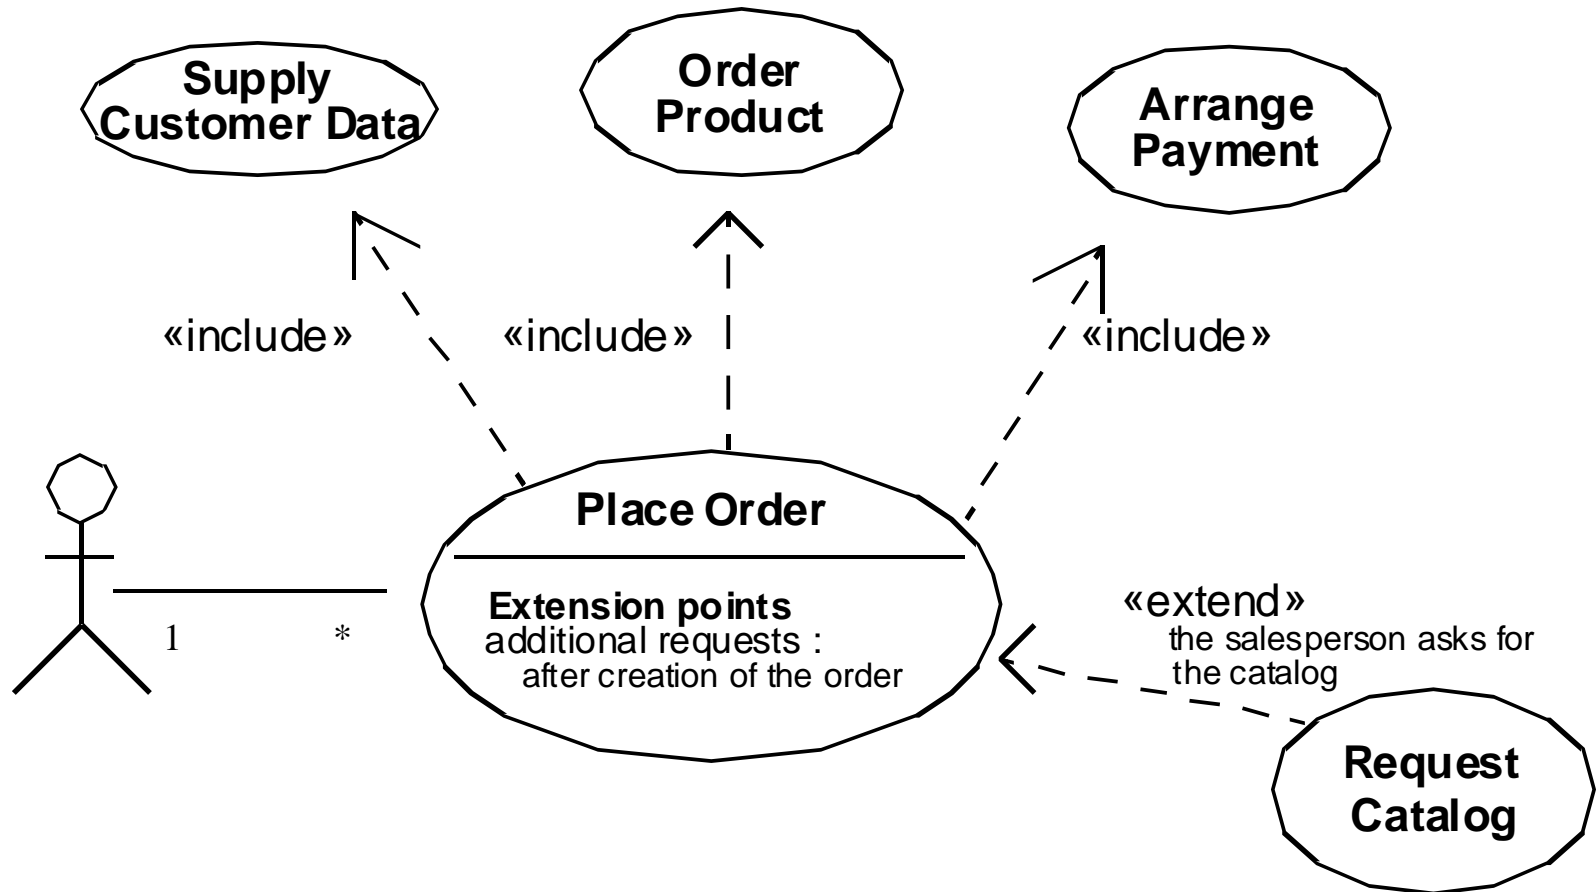 Supply
Customer Data
Order
Product
Arrange
Payment
«include»
«include»
«include»
Place Order
Extension points
additional requests :
after creation of the order
1
*
«extend»
the salesperson asks for
the catalog
Request
Catalog